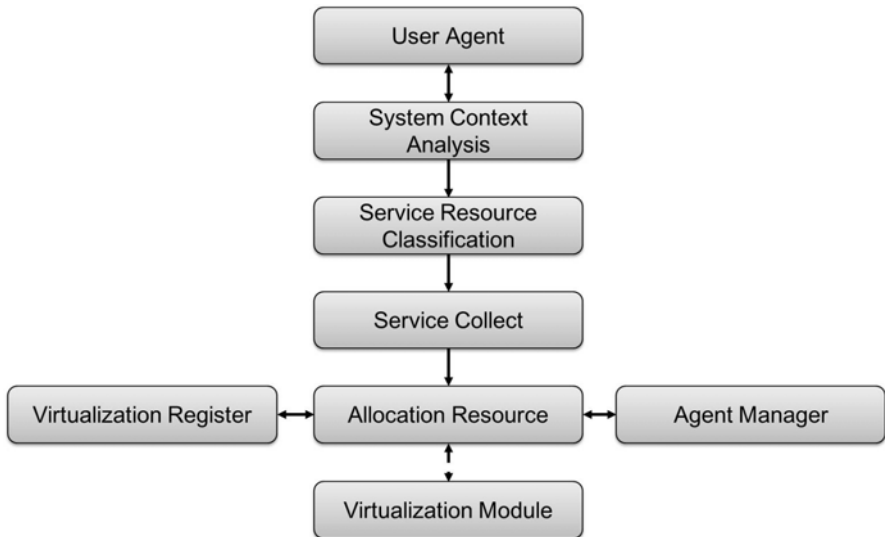 User Agent
System Context
Analysis
Service Resource
Classification
Service Collect
Virtualization Register
Allocation Resource
Agent Manager
Virtualization Module